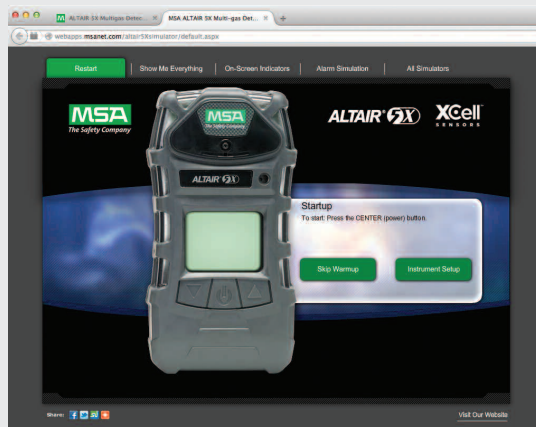 ALTAIR 5X Multigas Detec...
MSA ALTAIR 5X Multi-gas Det...
webapps.msanet.com/altair5Xsimulator/default.aspx
Restart
Show Me Everything
On-Screen Indicators
Alarm Simulation
All Simulators
MSA
The Safety Company
MSA
ALTAIR 5X
ALTAIR® 5X
XCell
SENSORS
Startup
To start: Press the CENTER (power) button.
Skip Warmup
Instrument Setup
Share:
Visit Our Website